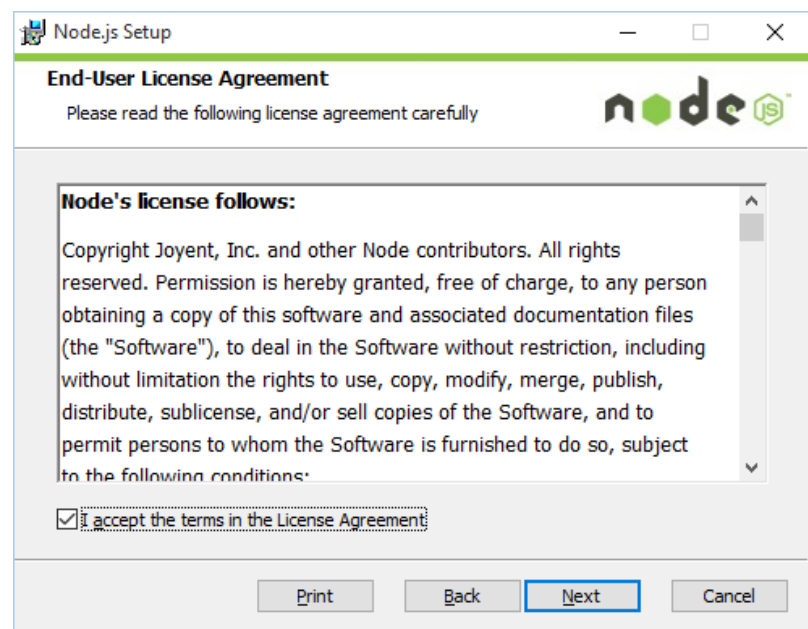 Node.js Setup
End-User License Agreement
Please read the following license agreement carefully
node JS ™
Node's license follows:
Copyright Joyent, Inc. and other Node contributors. All rights
reserved. Permission is hereby granted, free of charge, to any person
obtaining a copy of this software and associated documentation files
(the "Software"), to deal in the Software without restriction, including
without limitation the rights to use, copy, modify, merge, publish,
distribute, sublicense, and/or sell copies of the Software, and to
permit persons to whom the Software is furnished to do so, subject
to the following conditions:
I accept the terms in the License Agreement
Print Back Next Cancel